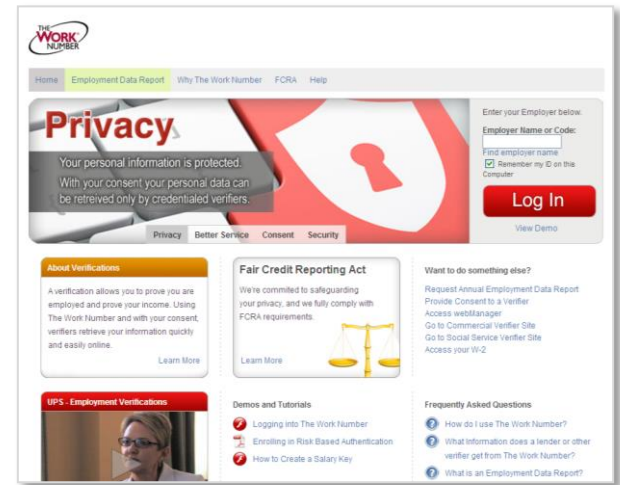 THE
WORK
NUMBER
Home Employment Data Report Why The Work Number FCRA Help
Privacy
Your personal information is protected.
With your consent your personal data can
be retreived only by credentialed verifiers.
Privacy Better Service Consent Security
Enter your Employer below.
Employer Name or Code:
Find employer name
Remember my ID on this
Computer
Log In
View Demo
About Verifications
A verification allows you to prove you are
employed and prove your income. Using
The Work Number and with your consent,
verifiers retrieve your information quickly
and easily online.
Learn More
Fair Credit Reporting Act
We're commited to safeguarding
your privacy, and we fully comply with
FCRA requirements.
Learn More
Want to do something else?
Request Annual Employment Data Report
Provide Consent to a Verifier
Access webManager
Go to Commercial Verifier Site
Go to Social Service Verifier Site
Access your W-2
UPS - Employment Verifications
Demos and Tutorials
Logging into The Work Number
Enrolling in Risk Based Authentication
How to Create a Salary Key
Frequently Asked Questions
How do I use The Work Number?
What Information does a lender or other
verifier get from The Work Number?
What is an Employment Data Report?